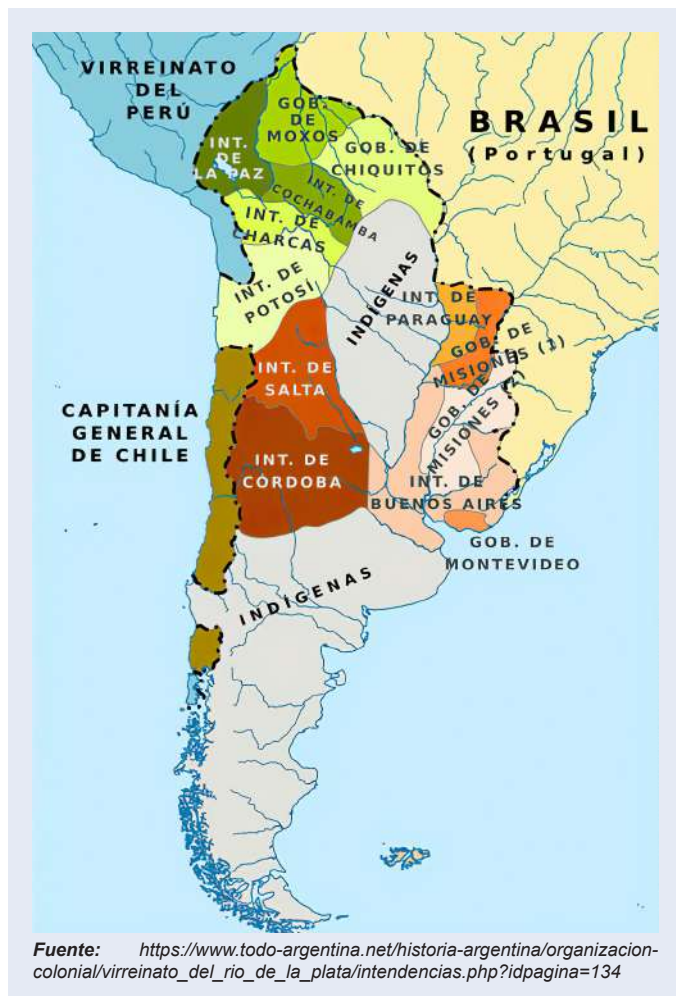 VIRREINATO
DEL
PERÚ
GOB.
DE
MOXOS
BRASIL
(Portugal)
INT.
DE
LA PAZ
GOB. DE
CHIQUITOS
INT. DE
COCHABAMBA
INT. DE
CHARCAS
INT. DE
POTOSÍ
INDÍGENAS
INT. DE
PARAGUAY
GOB. DE
MISIONES (1)
GOB. DE
MISIONES (2)
INT. DE
SALTA
CAPITANÍA
GENERAL
DE CHILE
INT. DE
CÓRDOBA
INT. DE
BUENOS AIRES
GOB. DE
MONTEVIDEO
INDÍGENAS
Fuente: https://www.todo-argentina.net/historia-argentina/organizacion-
colonial/virreinato_del_rio_de_la_plata/intendencias.php?idpagina=134